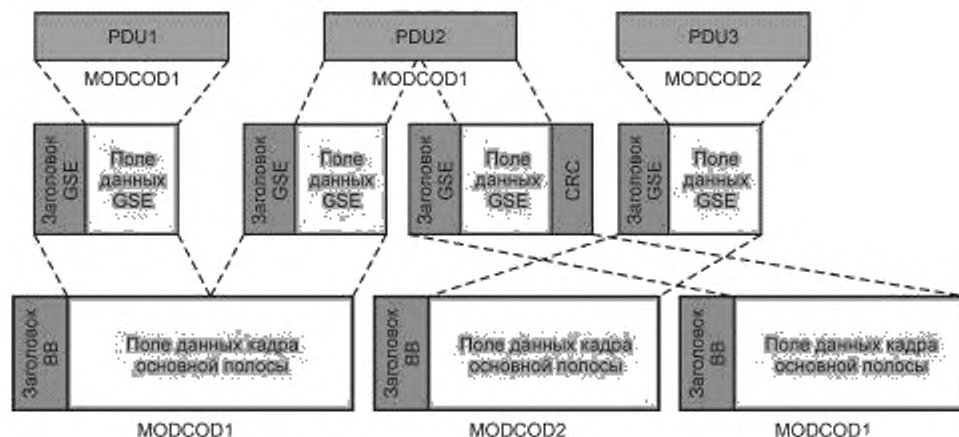 PDU1
PDU2
PDU3
MODCOD1
MODCOD1
MODCOD2
Заголовок
GSE
Поле
данных
GSE
Заголовок
GSE
Поле
данных
GSE
Заголовок
GSE
Поле
данных
GSE
CRC
Заголовок
GSE
Поле
данных
GSE
Заголовок
BB
Поле данных кадра
основной полосы
Заголовок
BB
Поле данных кадра
основной полосы
Заголовок
BB
Поле данных кадра
основной полосы
MODCOD1
MODCOD2
MODCOD1